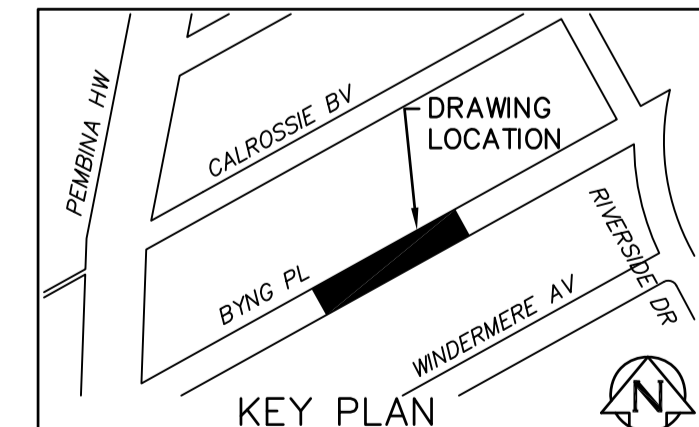 PEMBINA HW
CALROSSIE BV
DRAWING
LOCATION
BYNG PL
RIVERSIDE DR
WINDERMERE AV
KEY PLAN
N